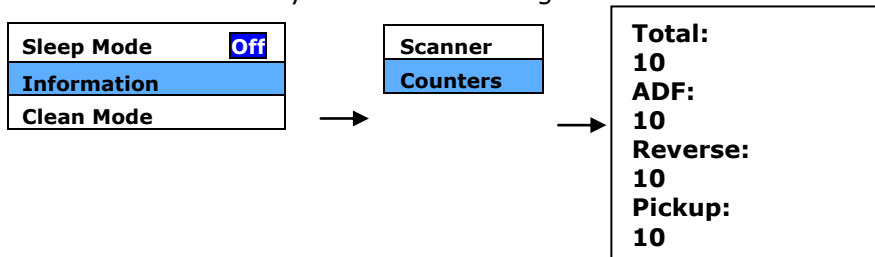 Sleep Mode Off
Information
Clean Mode
Scanner
Counters
Total:
10
ADF:
10
Reverse:
10
Pickup:
10